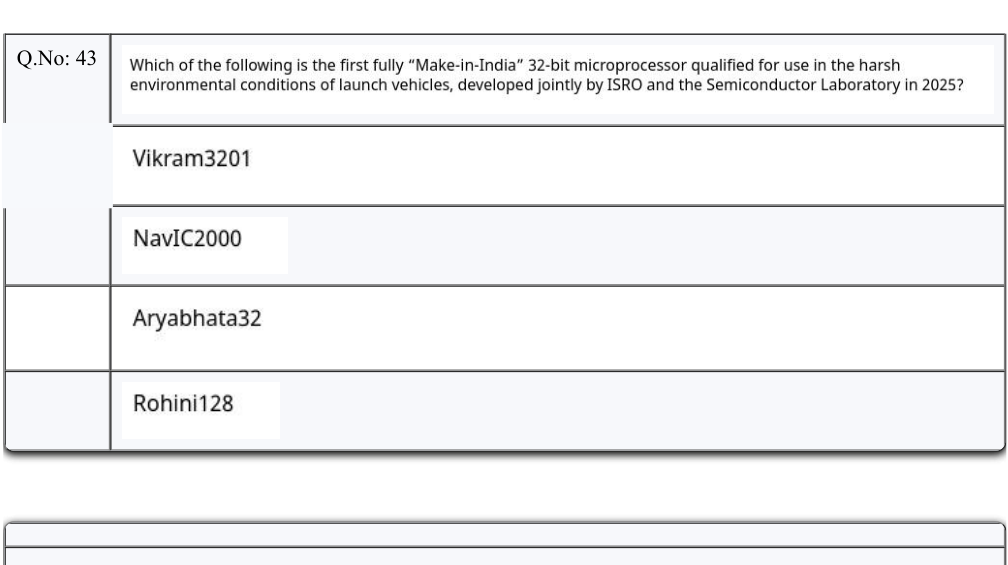 Q.No: 43
Which of the following is the first fully “Make-in-India” 32-bit microprocessor qualified for use in the harsh
environmental conditions of launch vehicles, developed jointly by ISRO and the Semiconductor Laboratory in 2025?
Vikram3201
NavIC2000
Aryabhata32
Rohini128